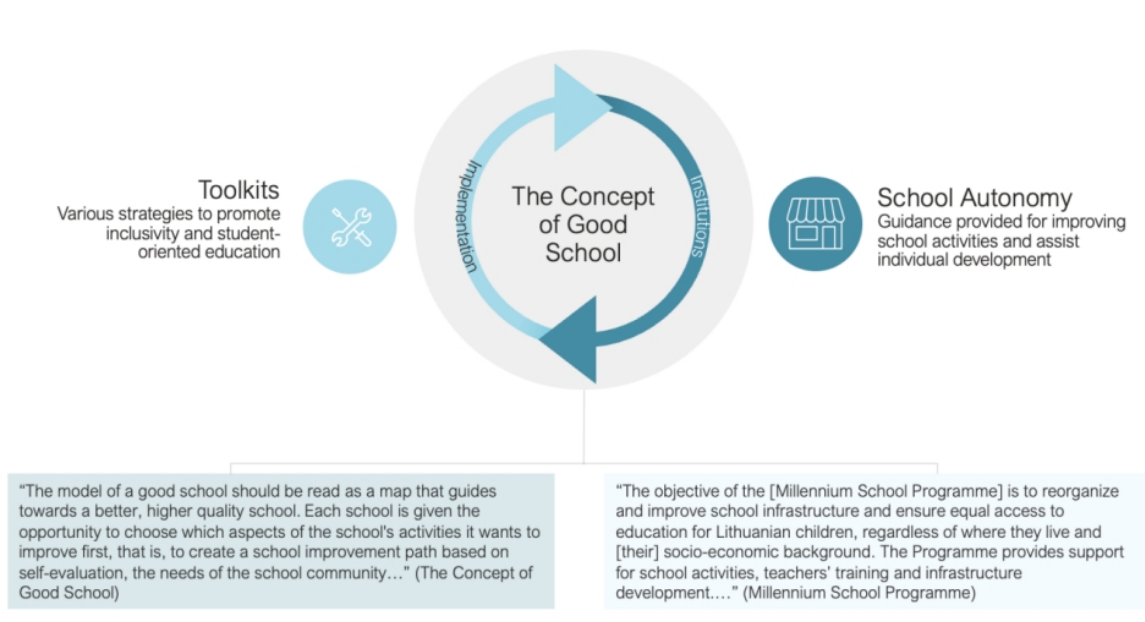 Toolkits
Various strategies to promote
inclusivity and student-
oriented education
Implementation
The Concept
of Good
School
Institutions
School Autonomy
Guidance provided for improving
school activities and assist
individual development
“The model of a good school should be read as a map that guides
towards a better, higher quality school. Each school is given the
opportunity to choose which aspects of the school's activities it wants to
improve first, that is, to create a school improvement path based on
self-evaluation, the needs of the school community…” (The Concept of
Good School)
“The objective of the [Millennium School Programme] is to reorganize
and improve school infrastructure and ensure equal access to
education for Lithuanian children, regardless of where they live and
[their] socio-economic background. The Programme provides support
for school activities, teachers' training and infrastructure
development….” (Millennium School Programme)